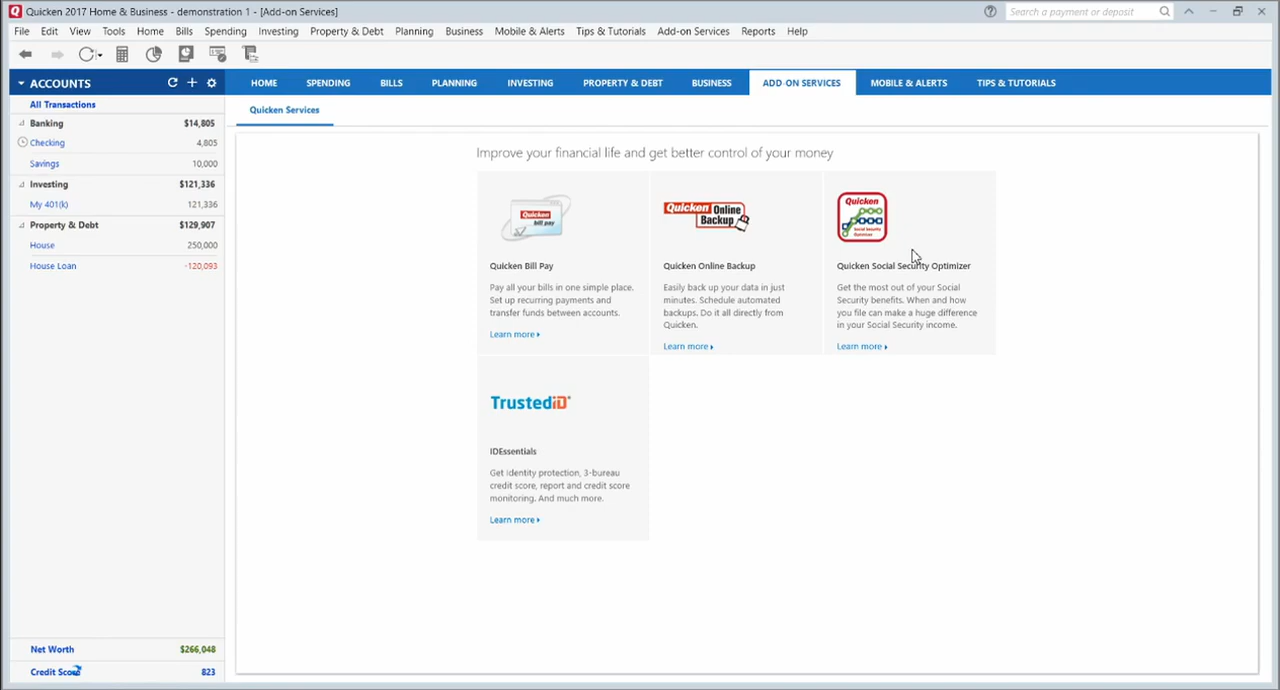 Quicken 2017 Home & Business - demonstration 1 - [Add-on Services]
Search a payment or deposit
File Edit View Tools Home Bills Spending Investing Property & Debt Planning Business Mobile & Alerts Tips & Tutorials Add-on Services Reports Help
ACCOUNTS
HOME SPENDING BILLS PLANNING INVESTING PROPERTY & DEBT BUSINESS ADD-ON SERVICES MOBILE & ALERTS TIPS & TUTORIALS
All Transactions
Quicken Services
Banking $14,805
Checking 4,805
Savings 10,000
Investing $121,336
My 401(k) 121,336
Property & Debt $129,907
House 250,000
House Loan -120,093
Net Worth $266,048
Credit Score 823
Improve your financial life and get better control of your money
Quicken
bill pay
Quicken Bill Pay
Pay all your bills in one simple place.
Set up recurring payments and
transfer funds between accounts.
Learn more
Quicken Online
Backup
Quicken Online Backup
Easily back up your data in just
minutes. Schedule automated
backups. Do it all directly from
Quicken.
Learn more
Quicken
Social Security
Optimizer
Quicken Social Security Optimizer
Get the most out of your Social
Security benefits. When and how
you file can make a huge difference
in your Social Security income.
Learn more
TrustedID
IDEssentials
Get identity protection, 3-bureau
credit score, report and credit score
monitoring. And much more.
Learn more